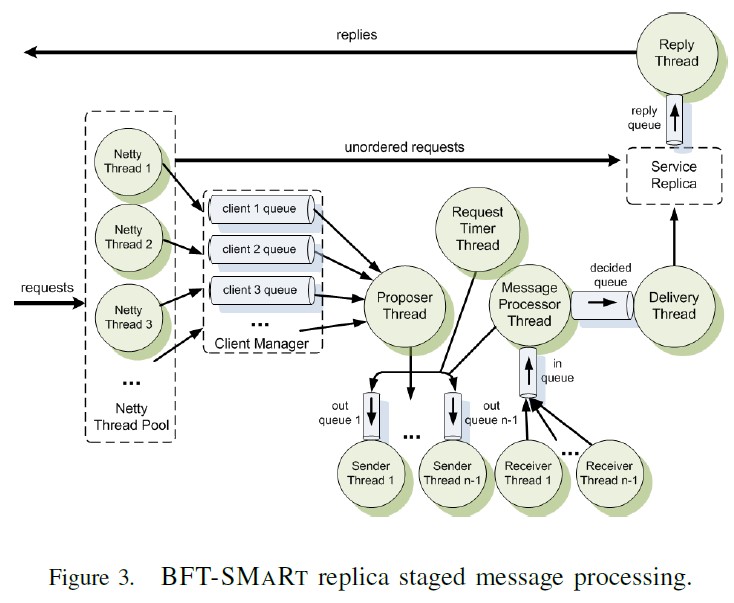 replies
Reply
Thread
reply
queue
unordered requests
Service
Replica
Netty
Thread 1
Netty
Thread 2
Netty
Thread 3
...
Netty
Thread Pool
requests
client 1 queue
client 2 queue
client 3 queue
...
Client Manager
Proposer
Thread
Request
Timer
Thread
Message
Processor
Thread
decided
queue
Delivery
Thread
in
queue
out
queue 1
...
out
queue n-1
Sender
Thread 1
Sender
Thread n-1
Receiver
Thread 1
...
Receiver
Thread n-1
Figure 3. BFT-SMART replica staged message processing.